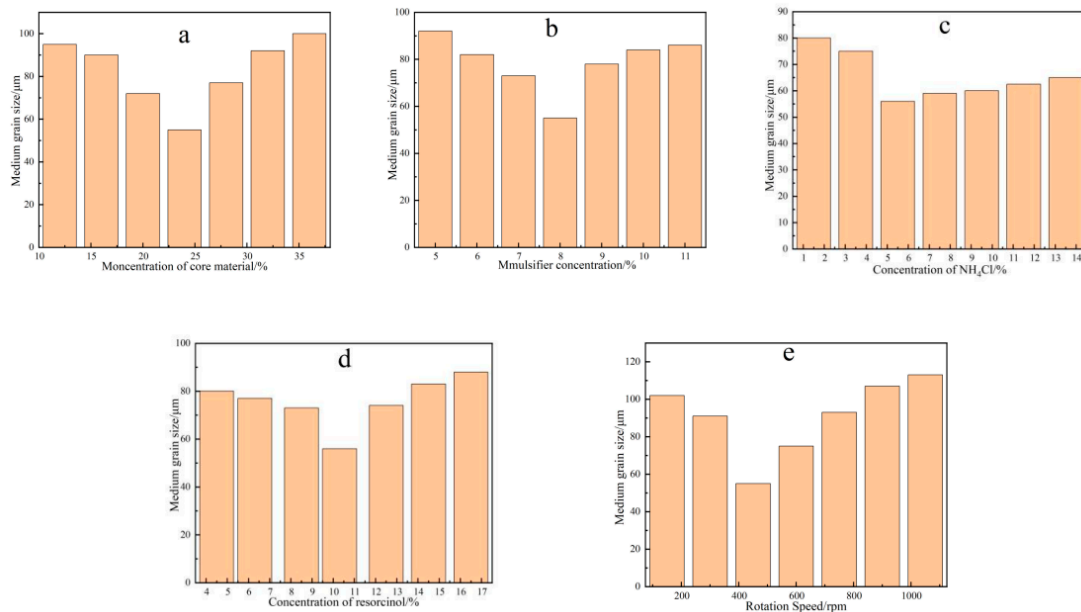 a
Medium grain size/μm
100
80
60
40
20
0
10 15 20 25 30 35
Moncentration of core material/%
b
Medium grain size/μm
100
80
60
40
20
0
5 6 7 8 9 10 11
Mmulsifier concentration/%
c
Medium grain size/μm
90
80
70
60
50
40
30
20
10
0
1 2 3 4 5 6 7 8 9 10 11 12 13 14
Concentration of NH₄Cl/%
d
Medium grain size/μm
100
80
60
40
20
0
4 5 6 7 8 9 10 11 12 13 14 15 16 17
Concentration of resorcinol/%
e
Medium grain size/μm
120
100
80
60
40
20
0
200 400 600 800 1000
Rotation Speed/rpm